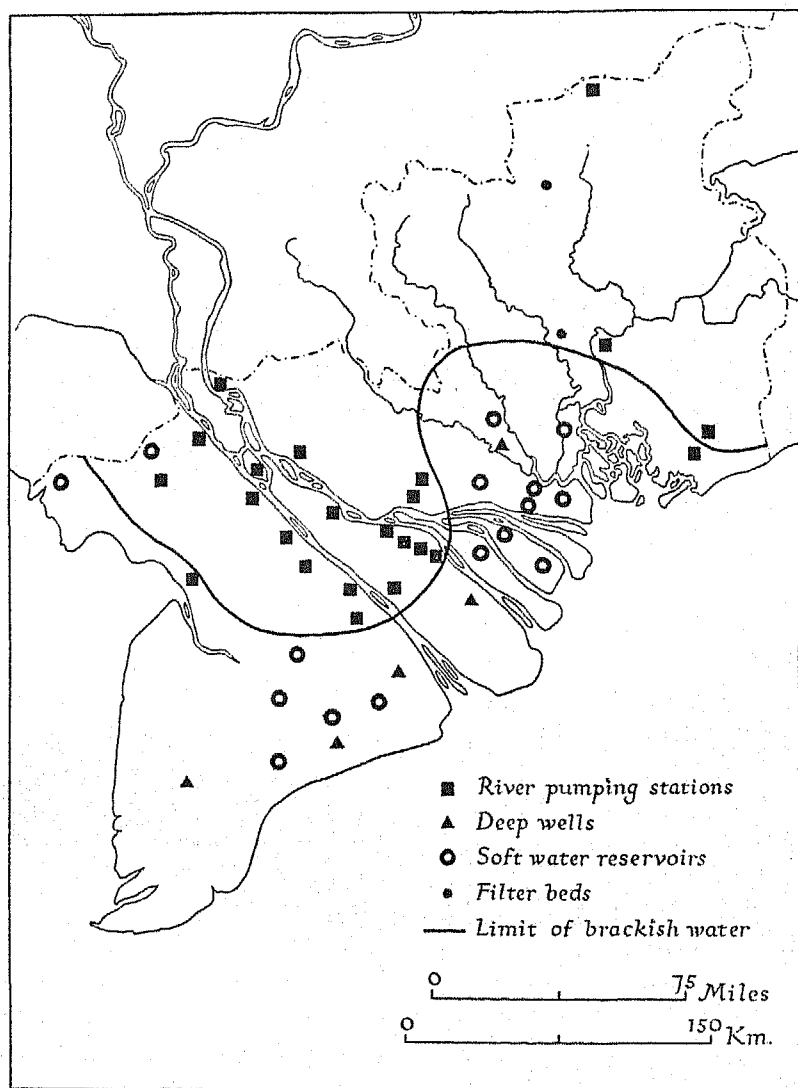 River pumping stations
Deep wells
Soft water reservoirs
Filter beds
Limit of brackish water
0 75 Miles
0 150 Km.